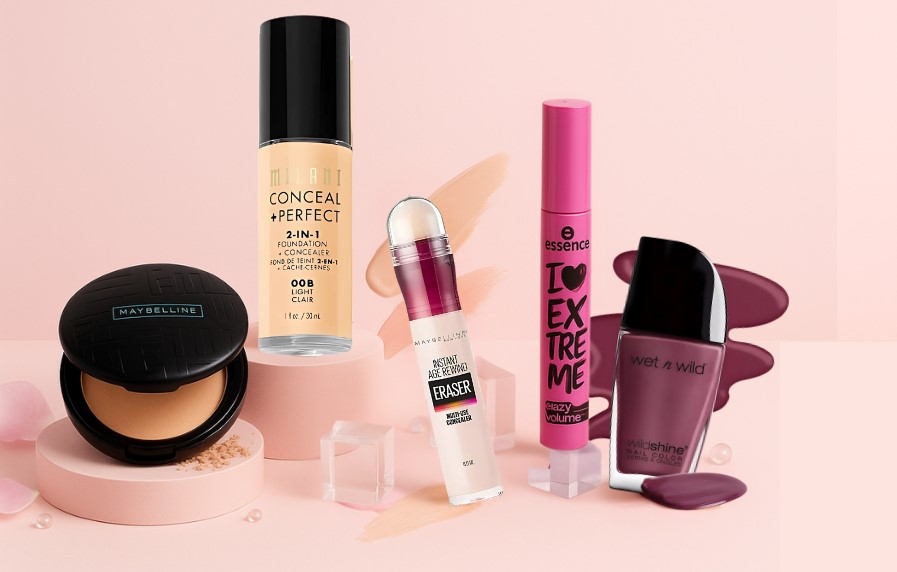 MAYBELLINE
MILANI
CONCEAL
+PERFECT
2-IN-1
FOUNDATION
+ CONCEALER
FOND DE TEINT 2-EN-1
+ CACHE-CERNES
00B
LIGHT
CLAIR
1 fl oz. / 30 mL
MAYBELLINE
INSTANT
AGE REWIND
ERASER
MULTI-USE
CONCEALER
essence
I
EX
TRE
ME
crazy
volume
wet n wild
wildshine
NAIL COLOR